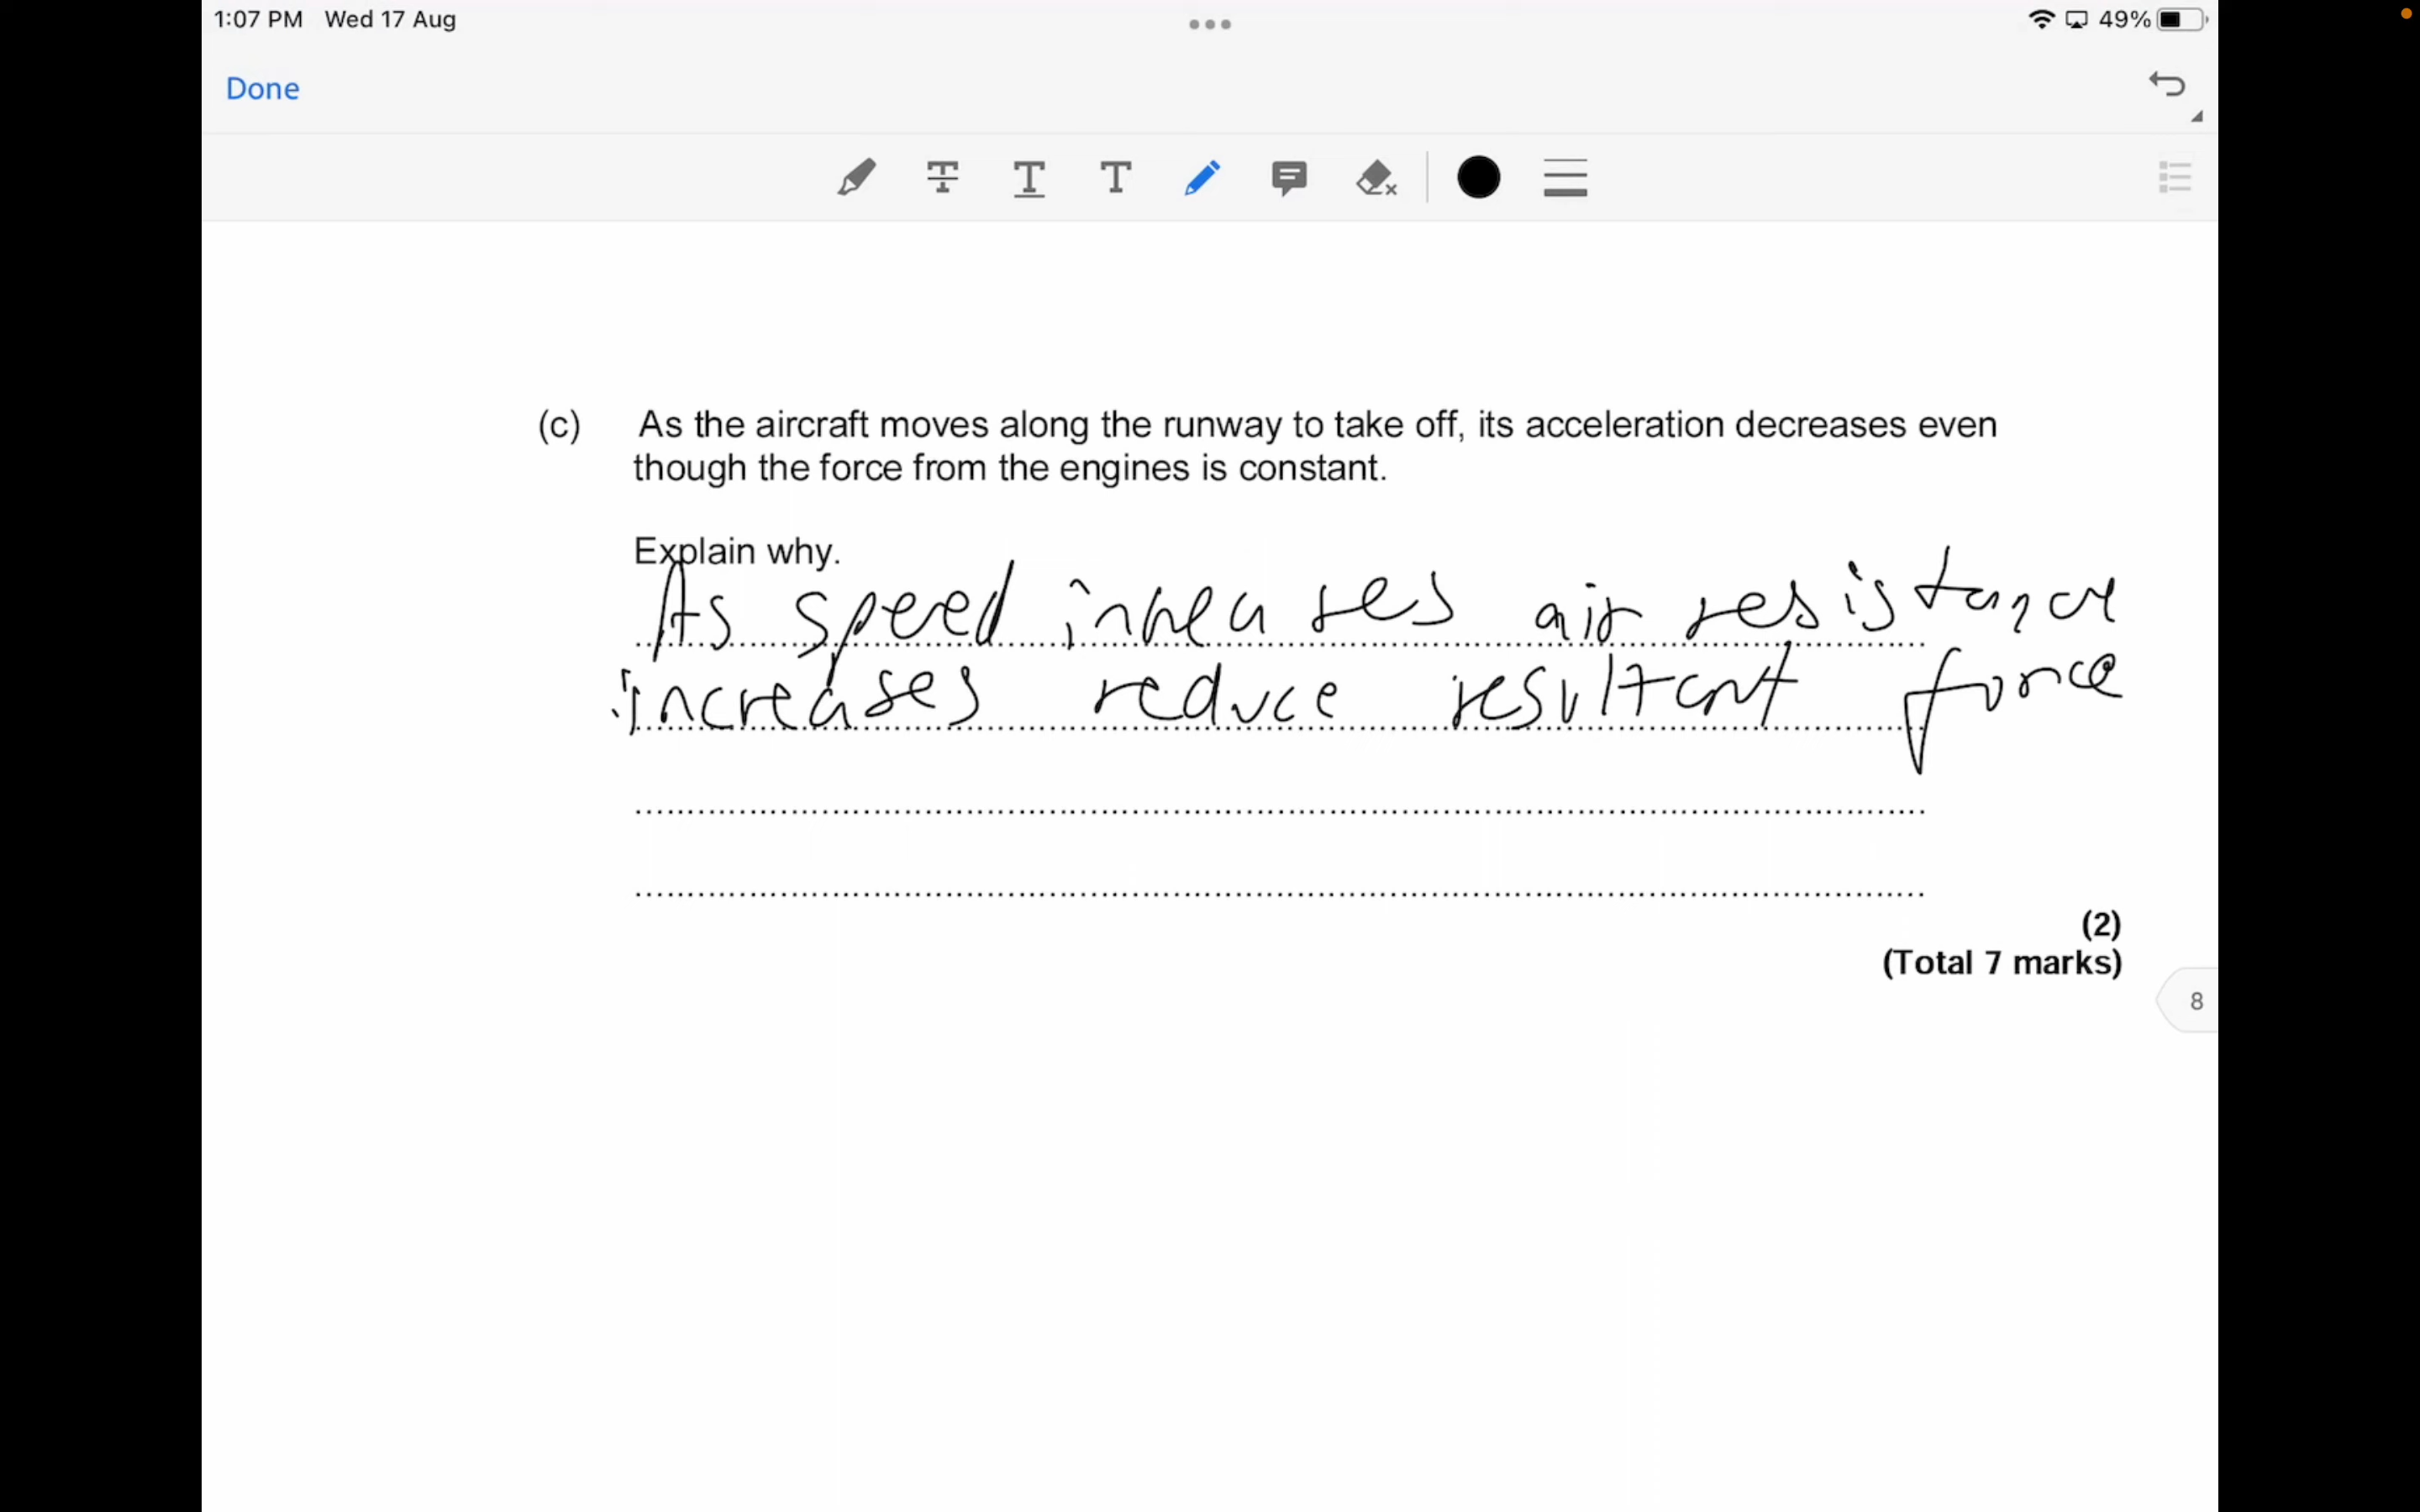 1:07 PM Wed 17 Aug
49%
Done
(c) As the aircraft moves along the runway to take off, its acceleration decreases even
though the force from the engines is constant.
Explain why.
As speed increases air resistance
increases reduce resultant force
(2)
(Total 7 marks)
8